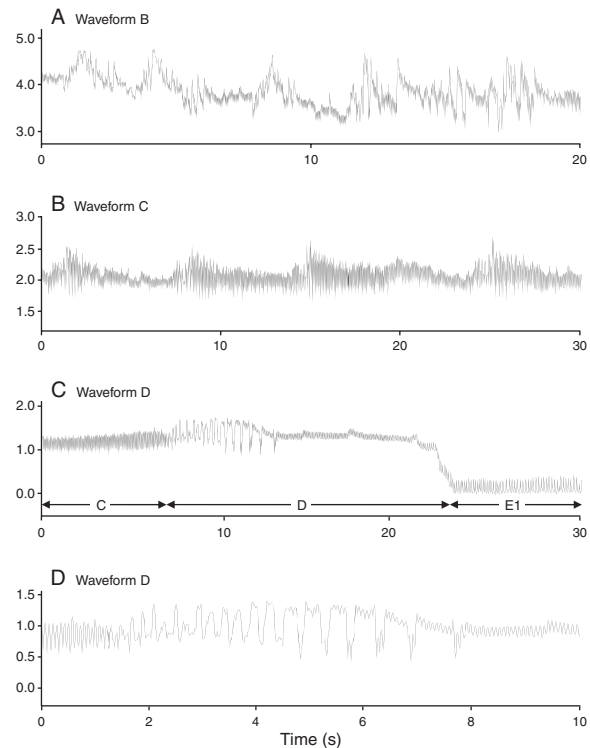 A Waveform B
5.0
4.0
3.0
0 10 20
B Waveform C
3.0
2.5
2.0
1.5
0 10 20 30
C Waveform D
2.0
1.0
0.0
C D E1
0 10 20 30
D Waveform D
1.5
1.0
0.5
0.0
0 2 4 6 8 10
Time (s)